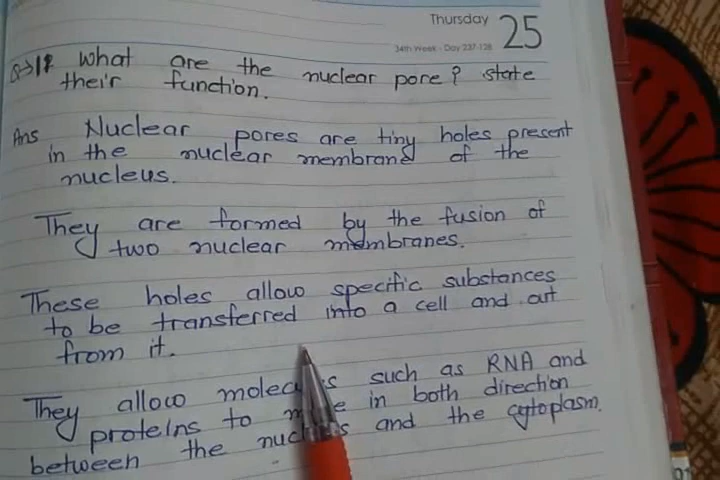 Thursday 25
34th Week - Day 237-128
Q→1⁠8 What are the nuclear pore? state
their function.
Ans Nuclear pores are tiny holes present
in the nuclear membrane of the
nucleus.
They are formed by the fusion of
two nuclear membranes.
These holes allow specific substances
to be transferred into a cell and out
from it.
They allow such as RNA and
proteins to in both direction
between the and the cytoplasm.